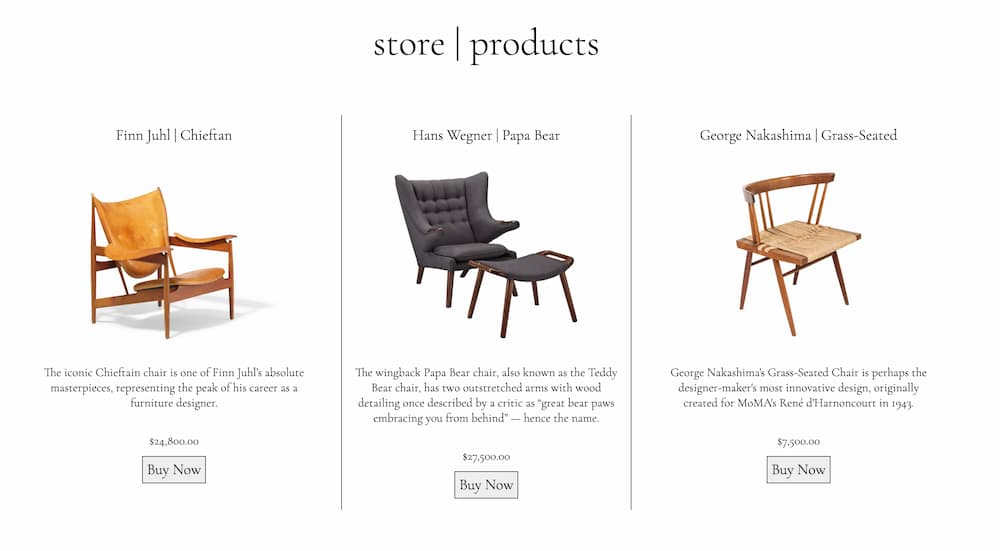 store | products
Finn Juhl | Chieftan
The iconic Chieftain chair is one of Finn Juhl's absolute
masterpieces, representing the peak of his career as a
furniture designer.
$24,800.00
Buy Now
Hans Wegner | Papa Bear
The wingback Papa Bear chair, also known as the Teddy
Bear chair, has two outstretched arms with wood
detailing once described by a critic as “great bear paws
embracing you from behind” — hence the name.
$27,500.00
Buy Now
George Nakashima | Grass-Seated
George Nakashima's Grass-Seated Chair is perhaps the
designer-maker's most innovative design, originally
created for MoMA's René d'Harnoncourt in 1943.
$7,500.00
Buy Now